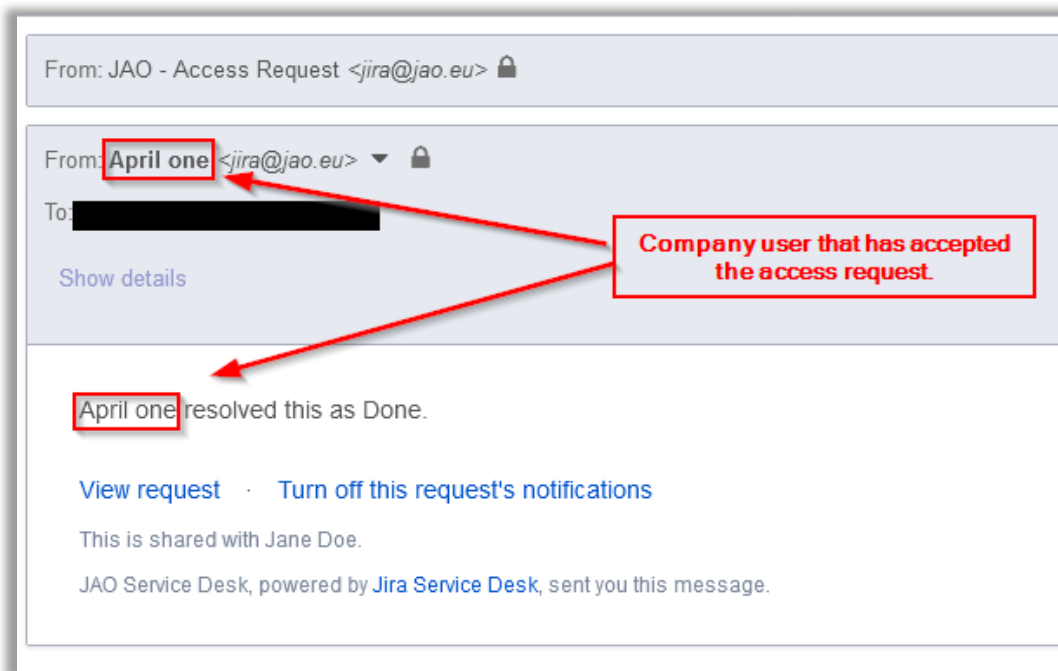 From: JAO - Access Request <jira@jao.eu>
From: April one <jira@jao.eu>
To:
Company user that has accepted
the access request.
Show details
April one resolved this as Done.
View request · Turn off this request's notifications
This is shared with Jane Doe.
JAO Service Desk, powered by Jira Service Desk, sent you this message.